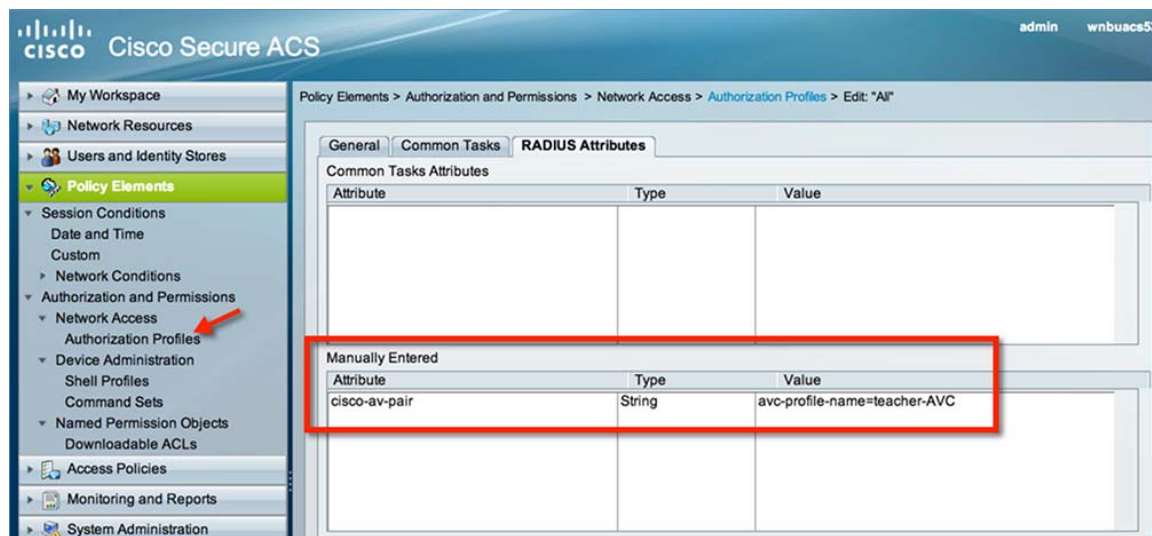 cisco Cisco Secure ACS
admin wnbuacs5
My Workspace
Network Resources
Users and Identity Stores
Policy Elements
Session Conditions
Date and Time
Custom
Network Conditions
Authorization and Permissions
Network Access
Authorization Profiles
Device Administration
Shell Profiles
Command Sets
Named Permission Objects
Downloadable ACLs
Access Policies
Monitoring and Reports
System Administration
Policy Elements > Authorization and Permissions > Network Access > Authorization Profiles > Edit: "All"
General Common Tasks RADIUS Attributes
Common Tasks Attributes
Attribute Type Value
Manually Entered
Attribute Type Value
cisco-av-pair String avc-profile-name=teacher-AVC